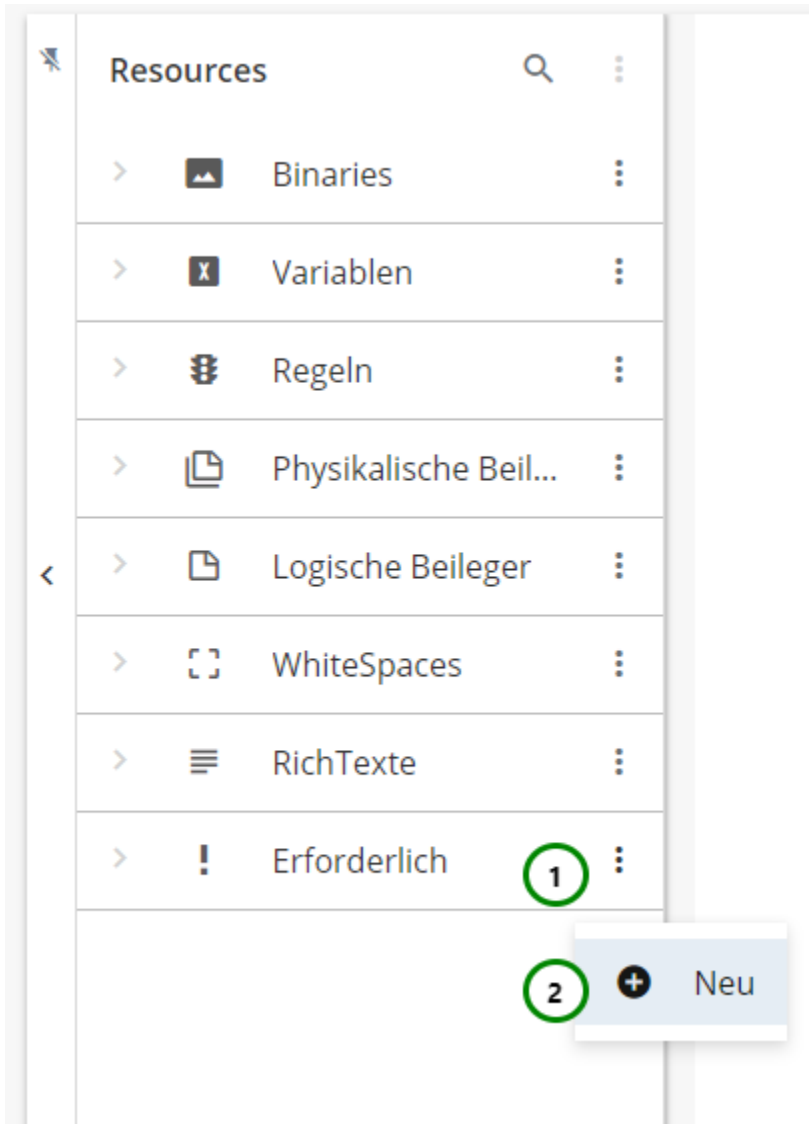 Resources
Binaries
Variablen
Regeln
Physikalische Beil...
Logische Beileger
WhiteSpaces
RichTexte
Erforderlich 1
2 Neu